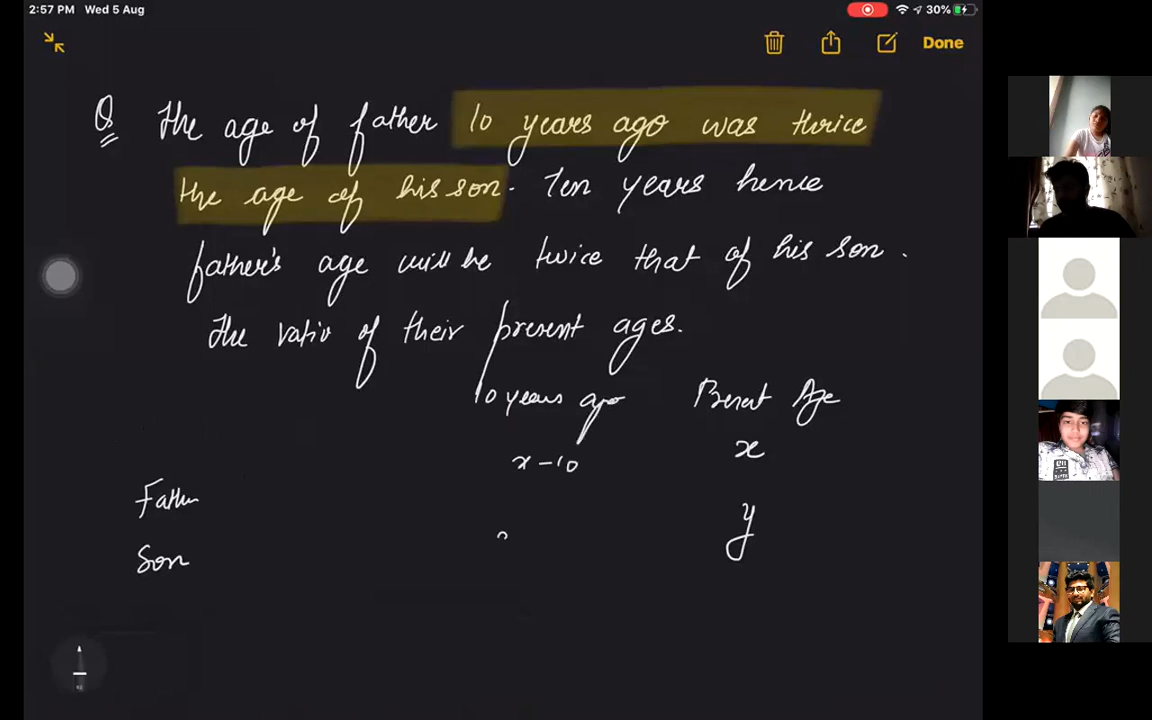 2:57 PM Wed 5 Aug
30%
Done
Q The age of father 10 years ago was thrice
the age of his son. Ten years hence
father's age will be twice that of his son.
The ratio of their present ages.
10 years ago Present Age
x-10 x
Father
y
Son